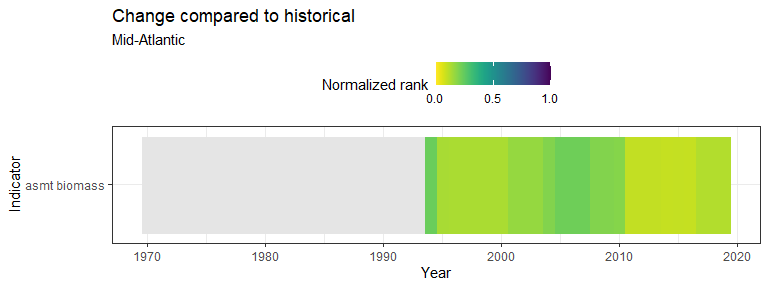 Change compared to historical
Mid-Atlantic
Normalized rank
0.0 0.5 1.0
Indicator
asmt biomass
1970 1980 1990 2000 2010 2020
Year